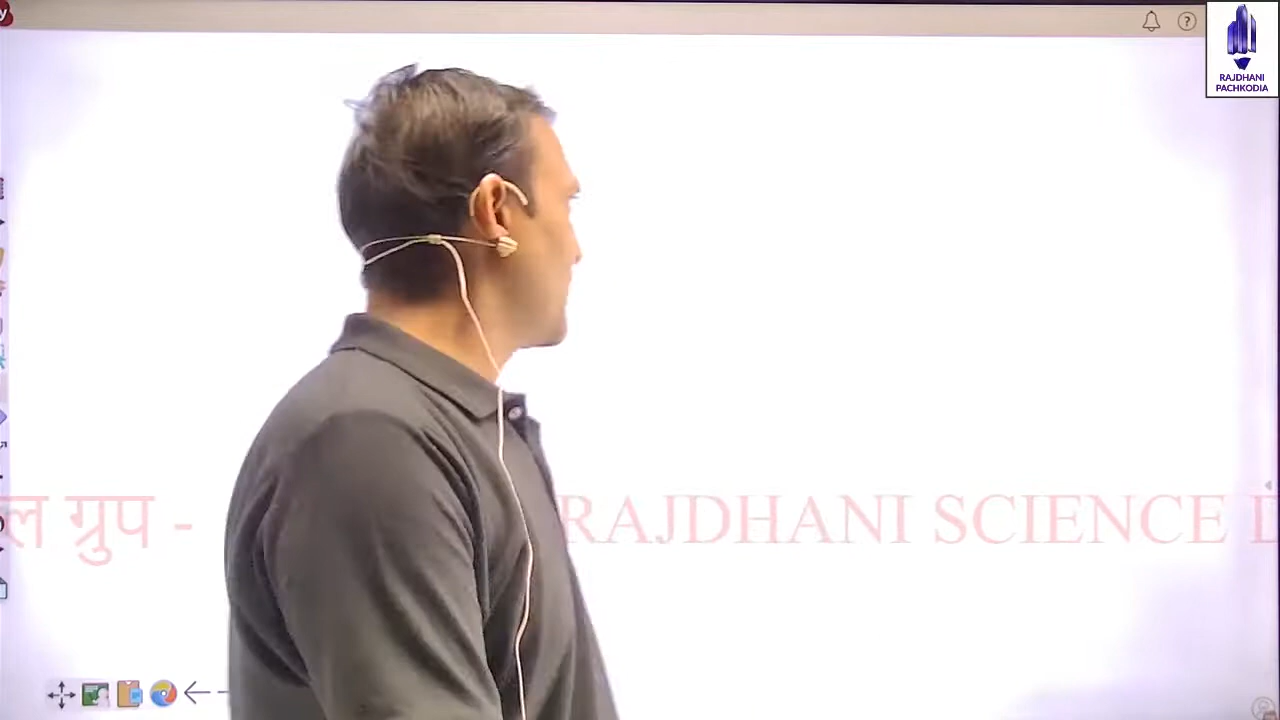 RAJDHANI
PACHKODIA
ल ग्रुप - RAJDHANI SCIENCE D